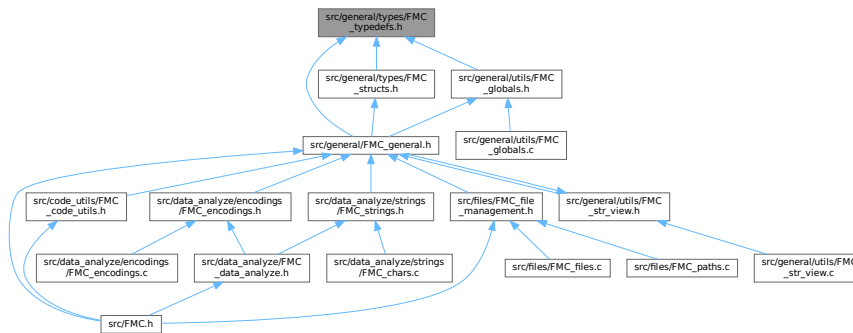 src/general/types/FMC
_typedefs.h
src/general/types/FMC
_structs.h
src/general/utils/FMC
_globals.h
src/general/FMC_general.h
src/general/utils/FMC
_globals.c
src/code_utils/FMC
_code_utils.h
src/data_analyze/encodings
/FMC_encodings.h
src/data_analyze/strings
/FMC_strings.h
src/files/FMC_file
_management.h
src/general/utils/FMC
_str_view.h
src/data_analyze/encodings
/FMC_encodings.c
src/data_analyze/FMC
_data_analyze.h
src/data_analyze/strings
/FMC_chars.c
src/files/FMC_files.c
src/files/FMC_paths.c
src/general/utils/FMC
_str_view.c
src/FMC.h